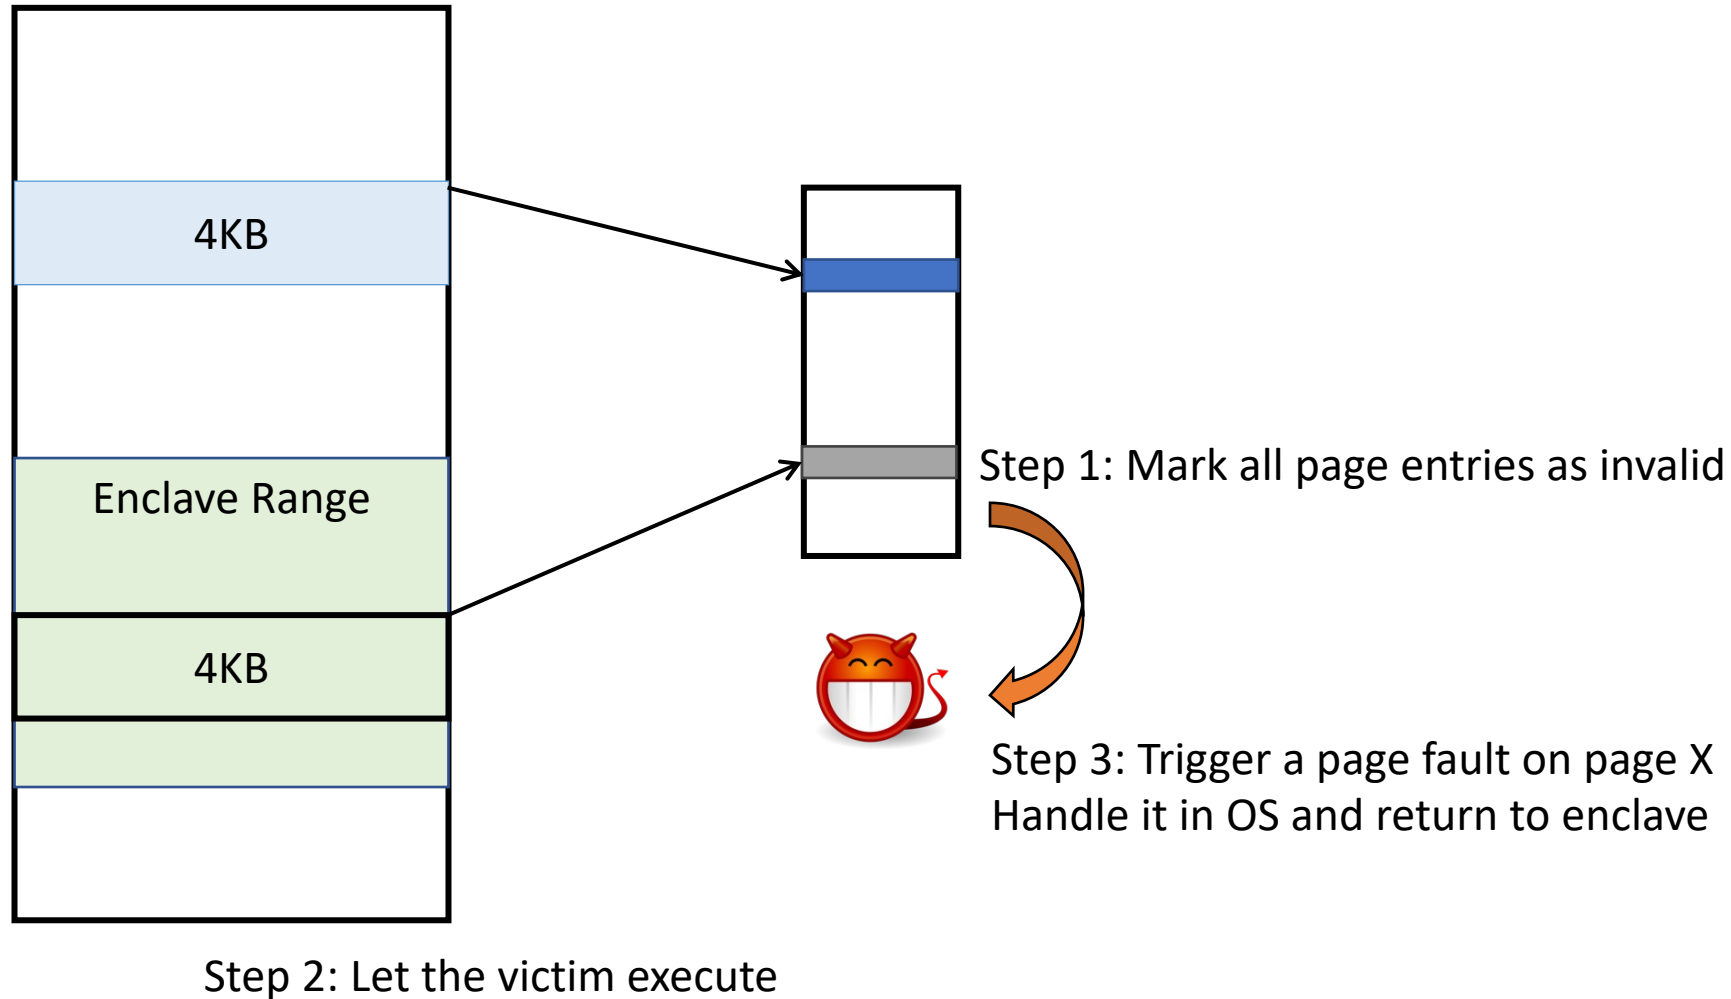 4KB
Enclave Range
4KB
Step 1: Mark all page entries as invalid
Step 3: Trigger a page fault on page X
Handle it in OS and return to enclave
Step 2: Let the victim execute